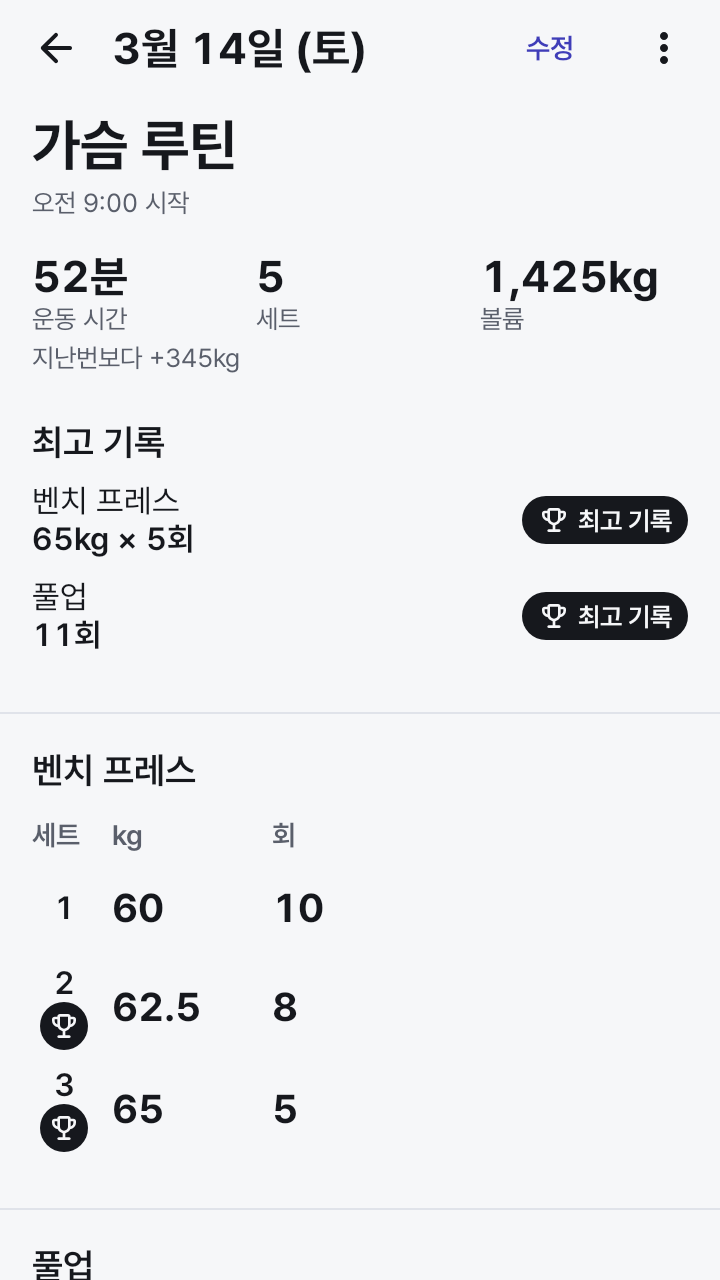 3월 14일 (토) 수정
가슴 루틴
오전 9:00 시작
52분 5 1,425kg
운동 시간 세트 볼륨
지난번보다 +345kg
최고 기록
벤치 프레스
65kg × 5회 최고 기록
풀업
11회 최고 기록
벤치 프레스
세트 kg 회
1 60 10
2 62.5 8
3 65 5
풀업